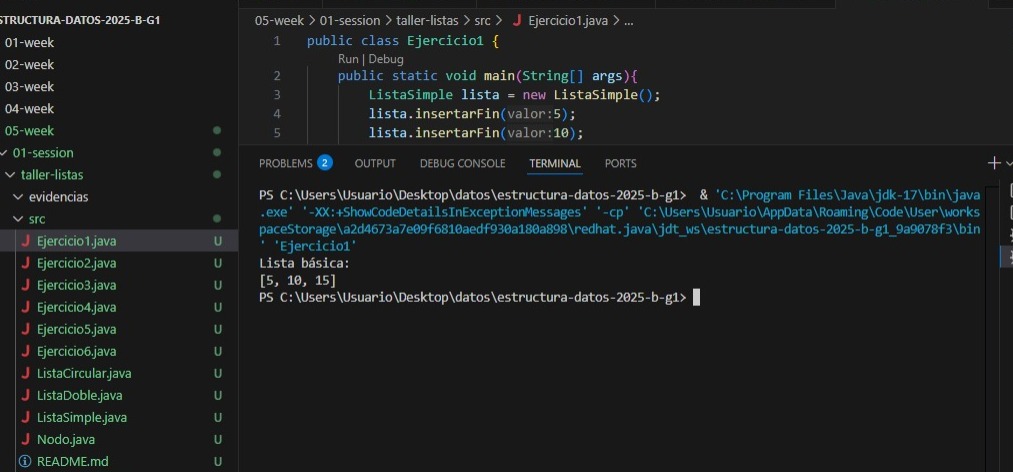 STRUCTURA-DATOS-2025-B-G1
01-week
02-week
03-week
04-week
05-week
01-session
taller-listas
evidencias
src
Ejercicio1.java U
Ejercicio2.java U
Ejercicio3.java U
Ejercicio4.java U
Ejercicio5.java U
Ejercicio6.java U
ListaCircular.java U
ListaDoble.java U
ListaSimple.java U
Nodo.java U
README.md U
05-week > 01-session > taller-listas > src > Ejercicio1.java > ...
1 public class Ejercicio1 {
Run | Debug
2 public static void main(String[] args){
3 ListaSimple lista = new ListaSimple();
4 lista.insertarFin(valor:5);
5 lista.insertarFin(valor:10);
PROBLEMS 2 OUTPUT DEBUG CONSOLE TERMINAL PORTS
PS C:\Users\Usuario\Desktop\datos\estructura-datos-2025-b-g1> & 'C:\Program Files\Java\jdk-17\bin\java
.exe' '-XX:+ShowCodeDetailsInExceptionMessages' '-cp' 'C:\Users\Usuario\AppData\Roaming\Code\User\works
paceStorage\a2d4673a7e09f6810aedf930a180a898\redhat.java\jdt_ws\estructura-datos-2025-b-g1_9a9078f3\bin
' 'Ejercicio1'
Lista básica:
[5, 10, 15]
PS C:\Users\Usuario\Desktop\datos\estructura-datos-2025-b-g1>